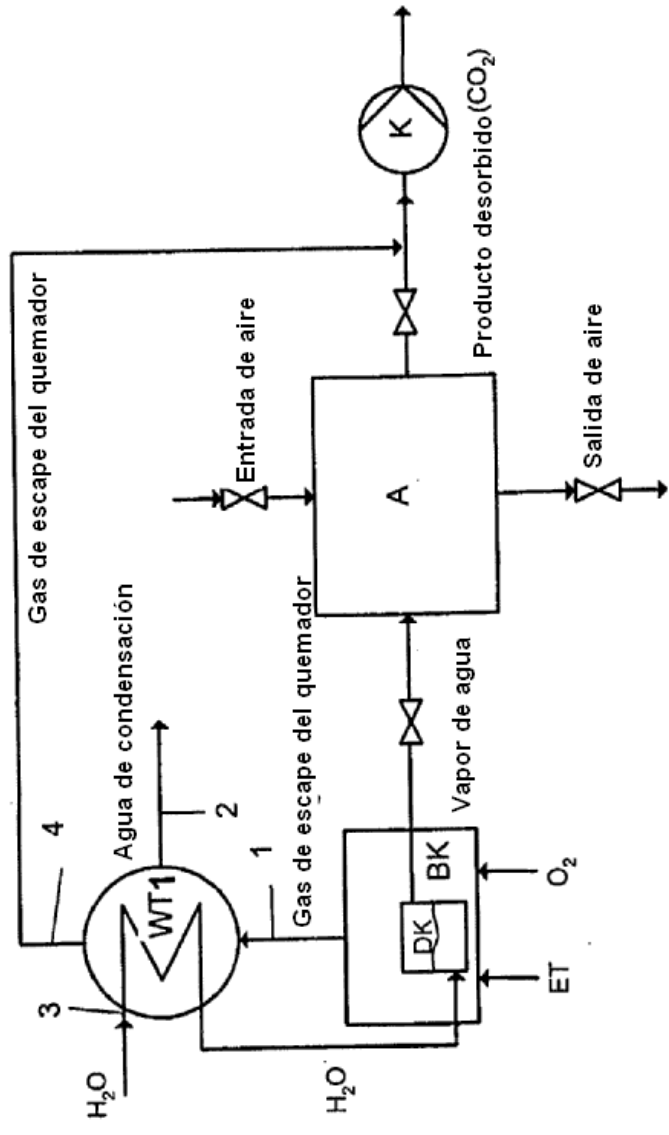 Gas de escape del quemador
4
Agua de condensación
2
WT1
3
H₂O
H₂O
1
Gas de escape del quemador
Entrada de aire
A
K
Producto desorbido(CO₂)
Salida de aire
Vapor de agua
DK
BK
ET
O₂